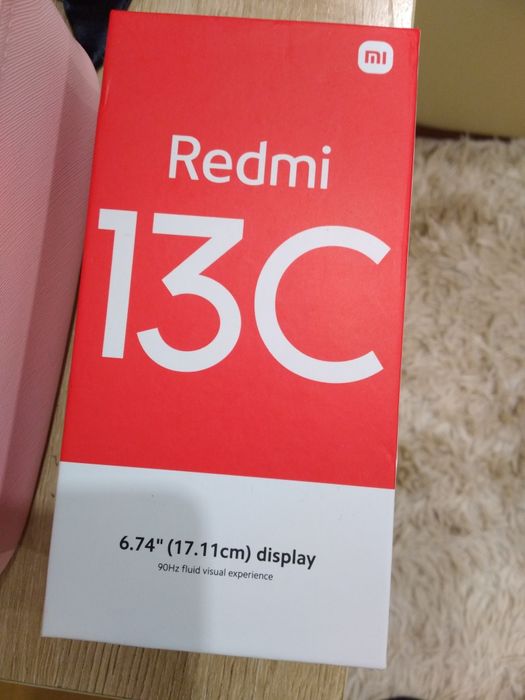 mi
Redmi
13C
6.74" (17.11cm) display
90Hz fluid visual experience